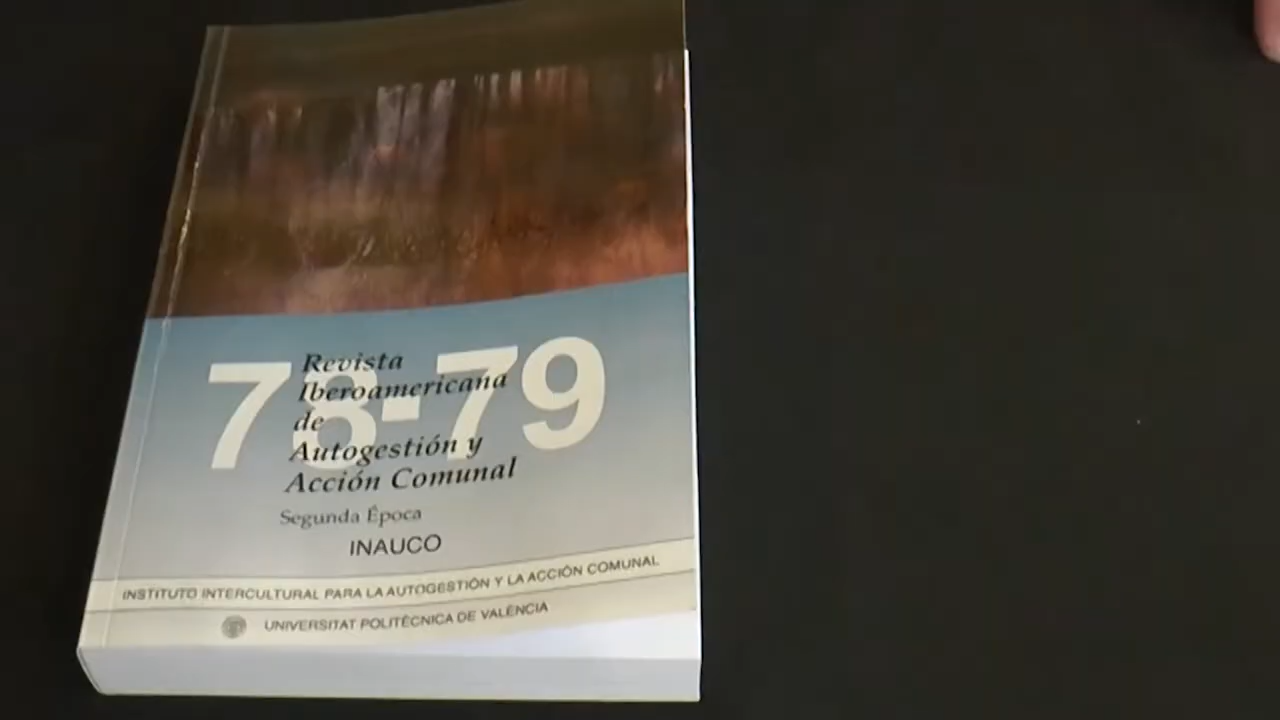 78-79
Revista
Iberoamericana
de
Autogestión y
Acción Comunal
Segunda Época
INAUCO
INSTITUTO INTERCULTURAL PARA LA AUTOGESTIÓN Y LA ACCIÓN COMUNAL
UNIVERSITAT POLITÈCNICA DE VALÈNCIA